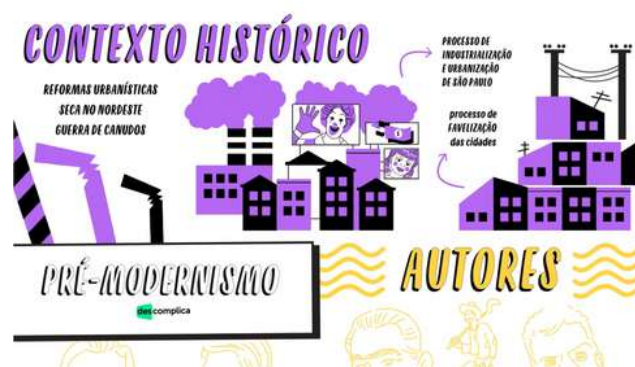 CONTEXTO HISTÓRICO
REFORMAS URBANÍSTICAS
SECA NO NORDESTE
GUERRA DE CANUDOS
PROCESSO DE
INDUSTRIALIZAÇÃO
E URBANIZAÇÃO
DE SÃO PAULO
processo de
FAVELIZAÇÃO
das cidades
PRÉ-MODERNISMO
descomplica
AUTORES